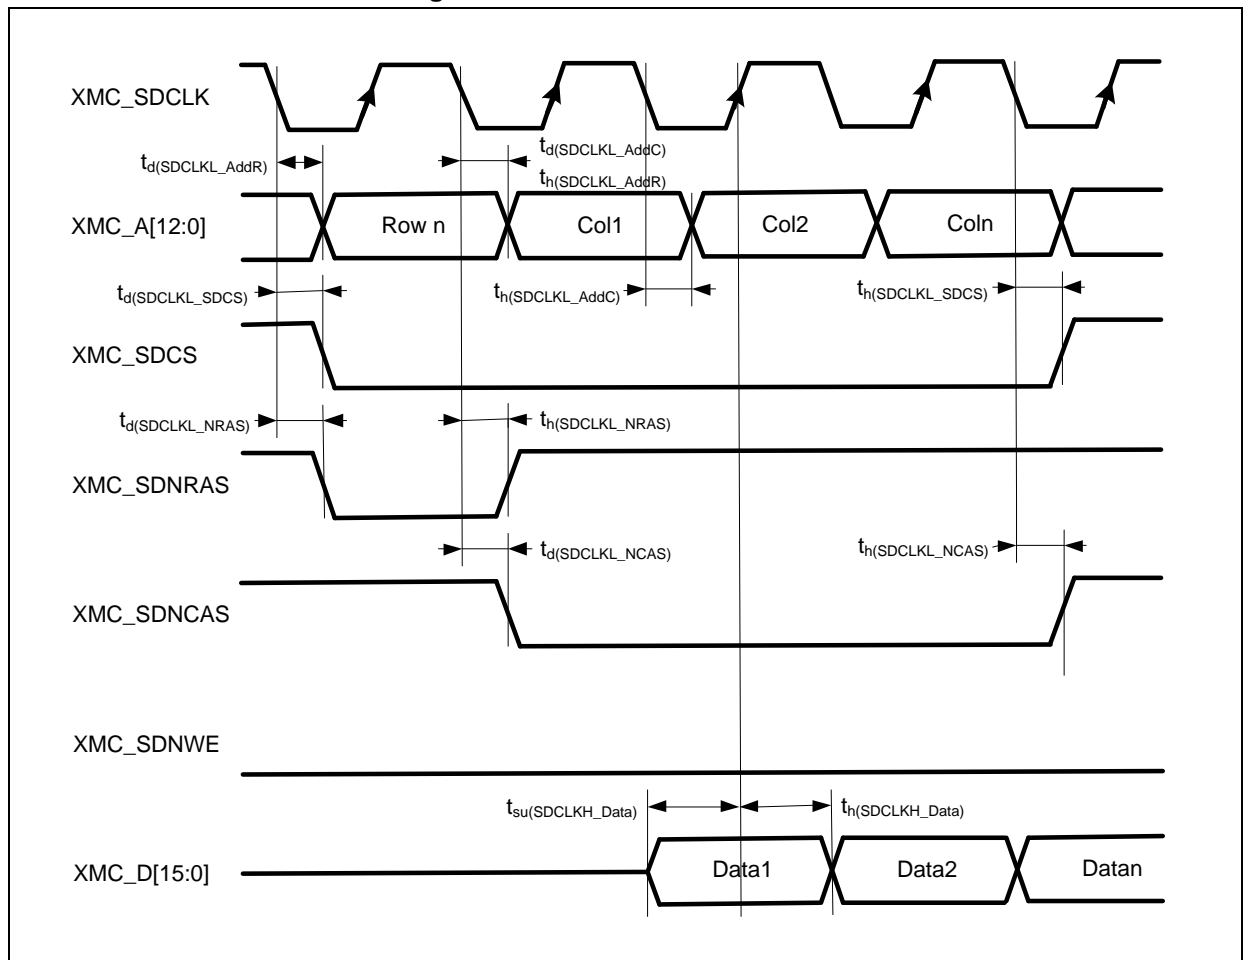 XMC_SDCLK
td(SDCLKL_AddR)
td(SDCLKL_AddC)
th(SDCLKL_AddR)
XMC_A[12:0]
Row n
Col1
Col2
Coln
td(SDCLKL_SDCS)
th(SDCLKL_AddC)
th(SDCLKL_SDCS)
XMC_SDCS
td(SDCLKL_NRAS)
th(SDCLKL_NRAS)
XMC_SDNRAS
td(SDCLKL_NCAS)
th(SDCLKL_NCAS)
XMC_SDNCAS
XMC_SDNWE
tsu(SDCLKH_Data)
th(SDCLKH_Data)
XMC_D[15:0]
Data1
Data2
Datan